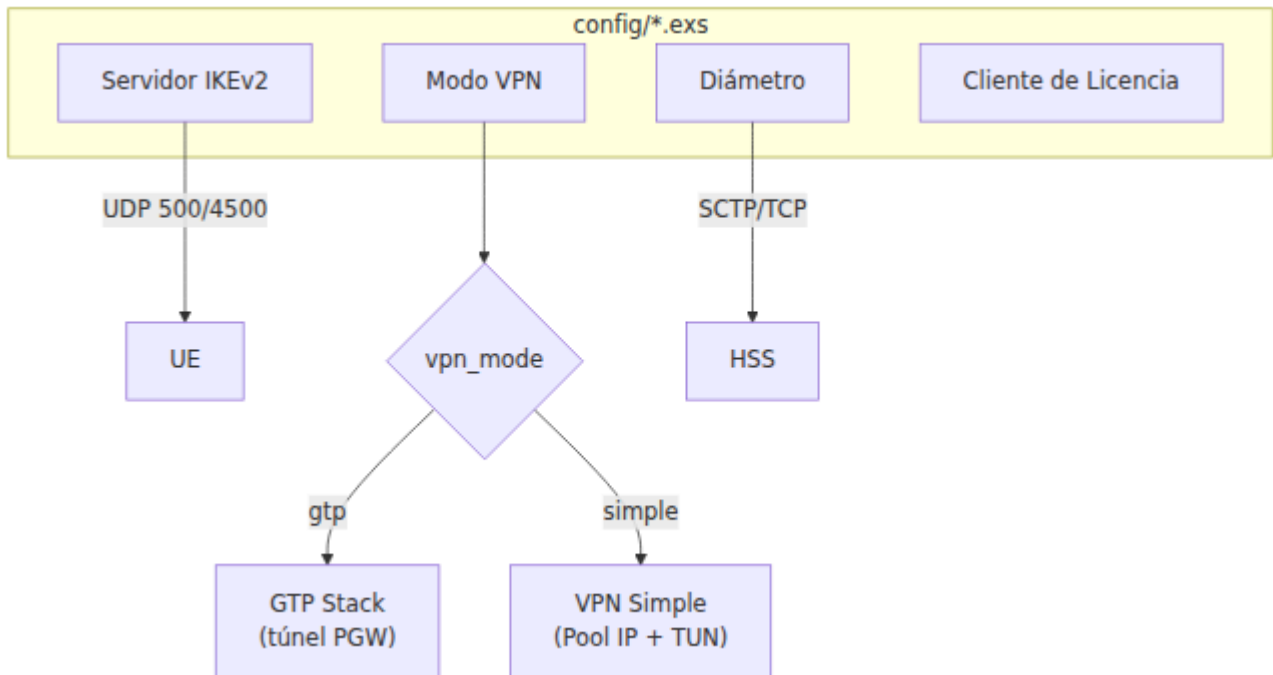 config/*.exs
Servidor IKEv2
Modo VPN
Diámetro
Cliente de Licencia
UDP 500/4500
SCTP/TCP
UE
vpn_mode
HSS
gtp
simple
GTP Stack
(túnel PGW)
VPN Simple
(Pool IP + TUN)